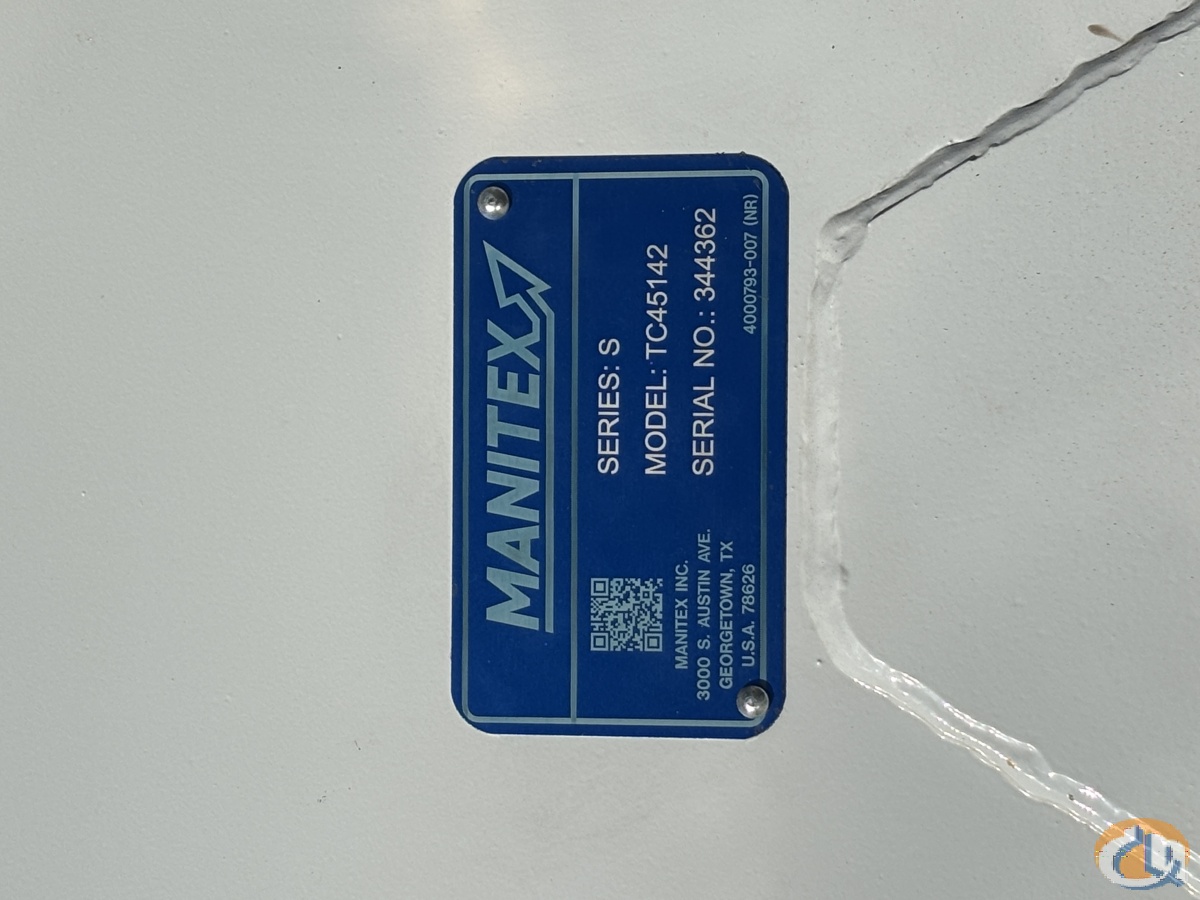 MANITEX
SERIES: S
MODEL: TC45142
SERIAL NO.: 344362
MANITEX INC.
3000 S. AUSTIN AVE.
GEORGETOWN, TX
U.S.A. 78626
4000793-007 (NR)